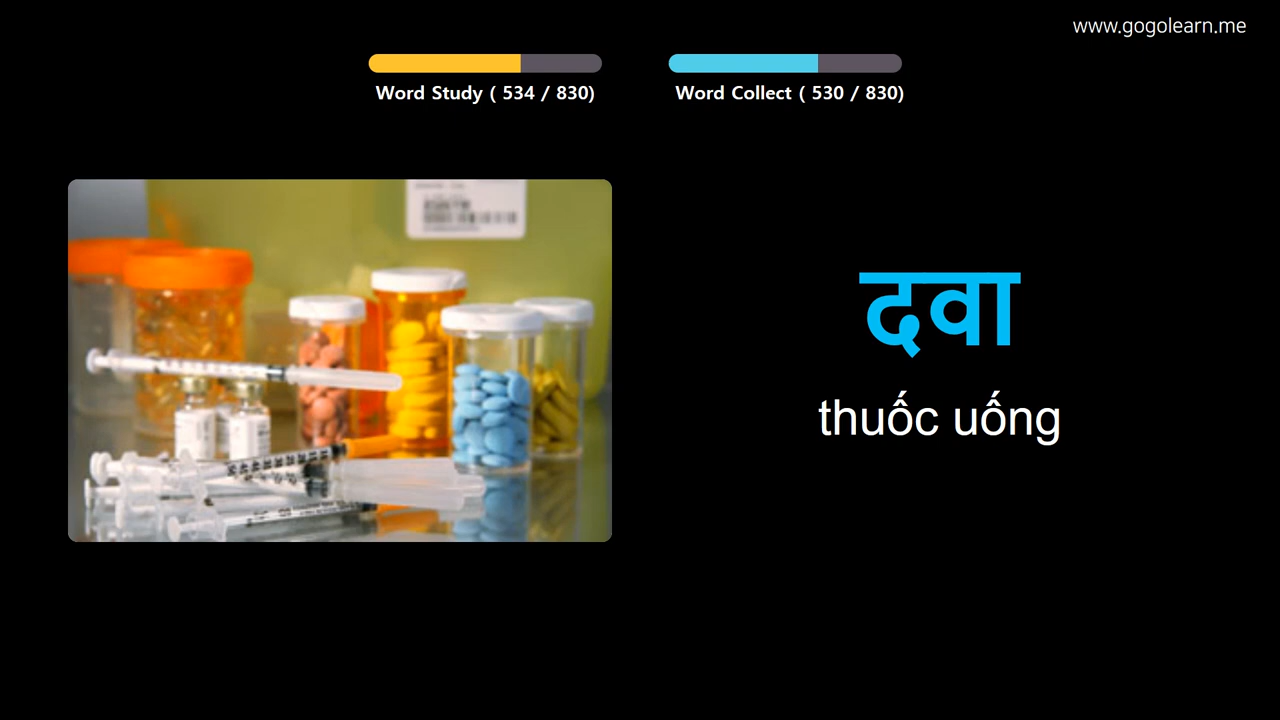 www.gogolearn.me
Word Study ( 534 / 830)
Word Collect ( 530 / 830)
दवा
thuốc uống